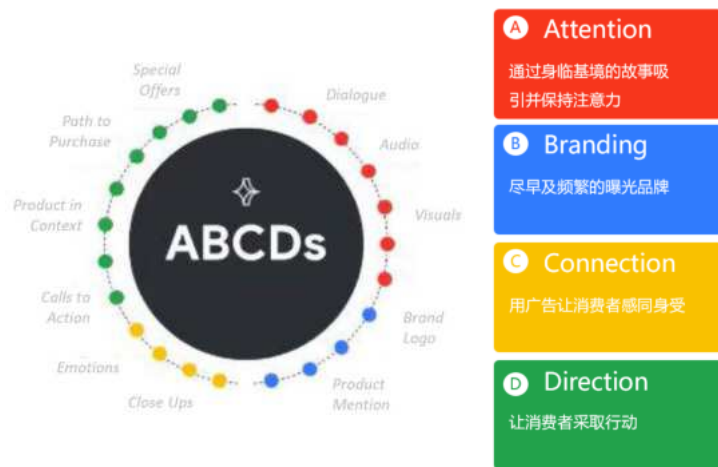 Special
Offers
Path to
Purchase
Product in
Context
Calls to
Action
Emotions
Close Ups
Dialogue
Audio
Visuals
Brand
Logo
Product
Mention
ABCDs
A Attention
通过身临基境的故事吸
引并保持注意力
B Branding
尽早及频繁的曝光品牌
C Connection
用广告让消费者感同身受
D Direction
让消费者采取行动